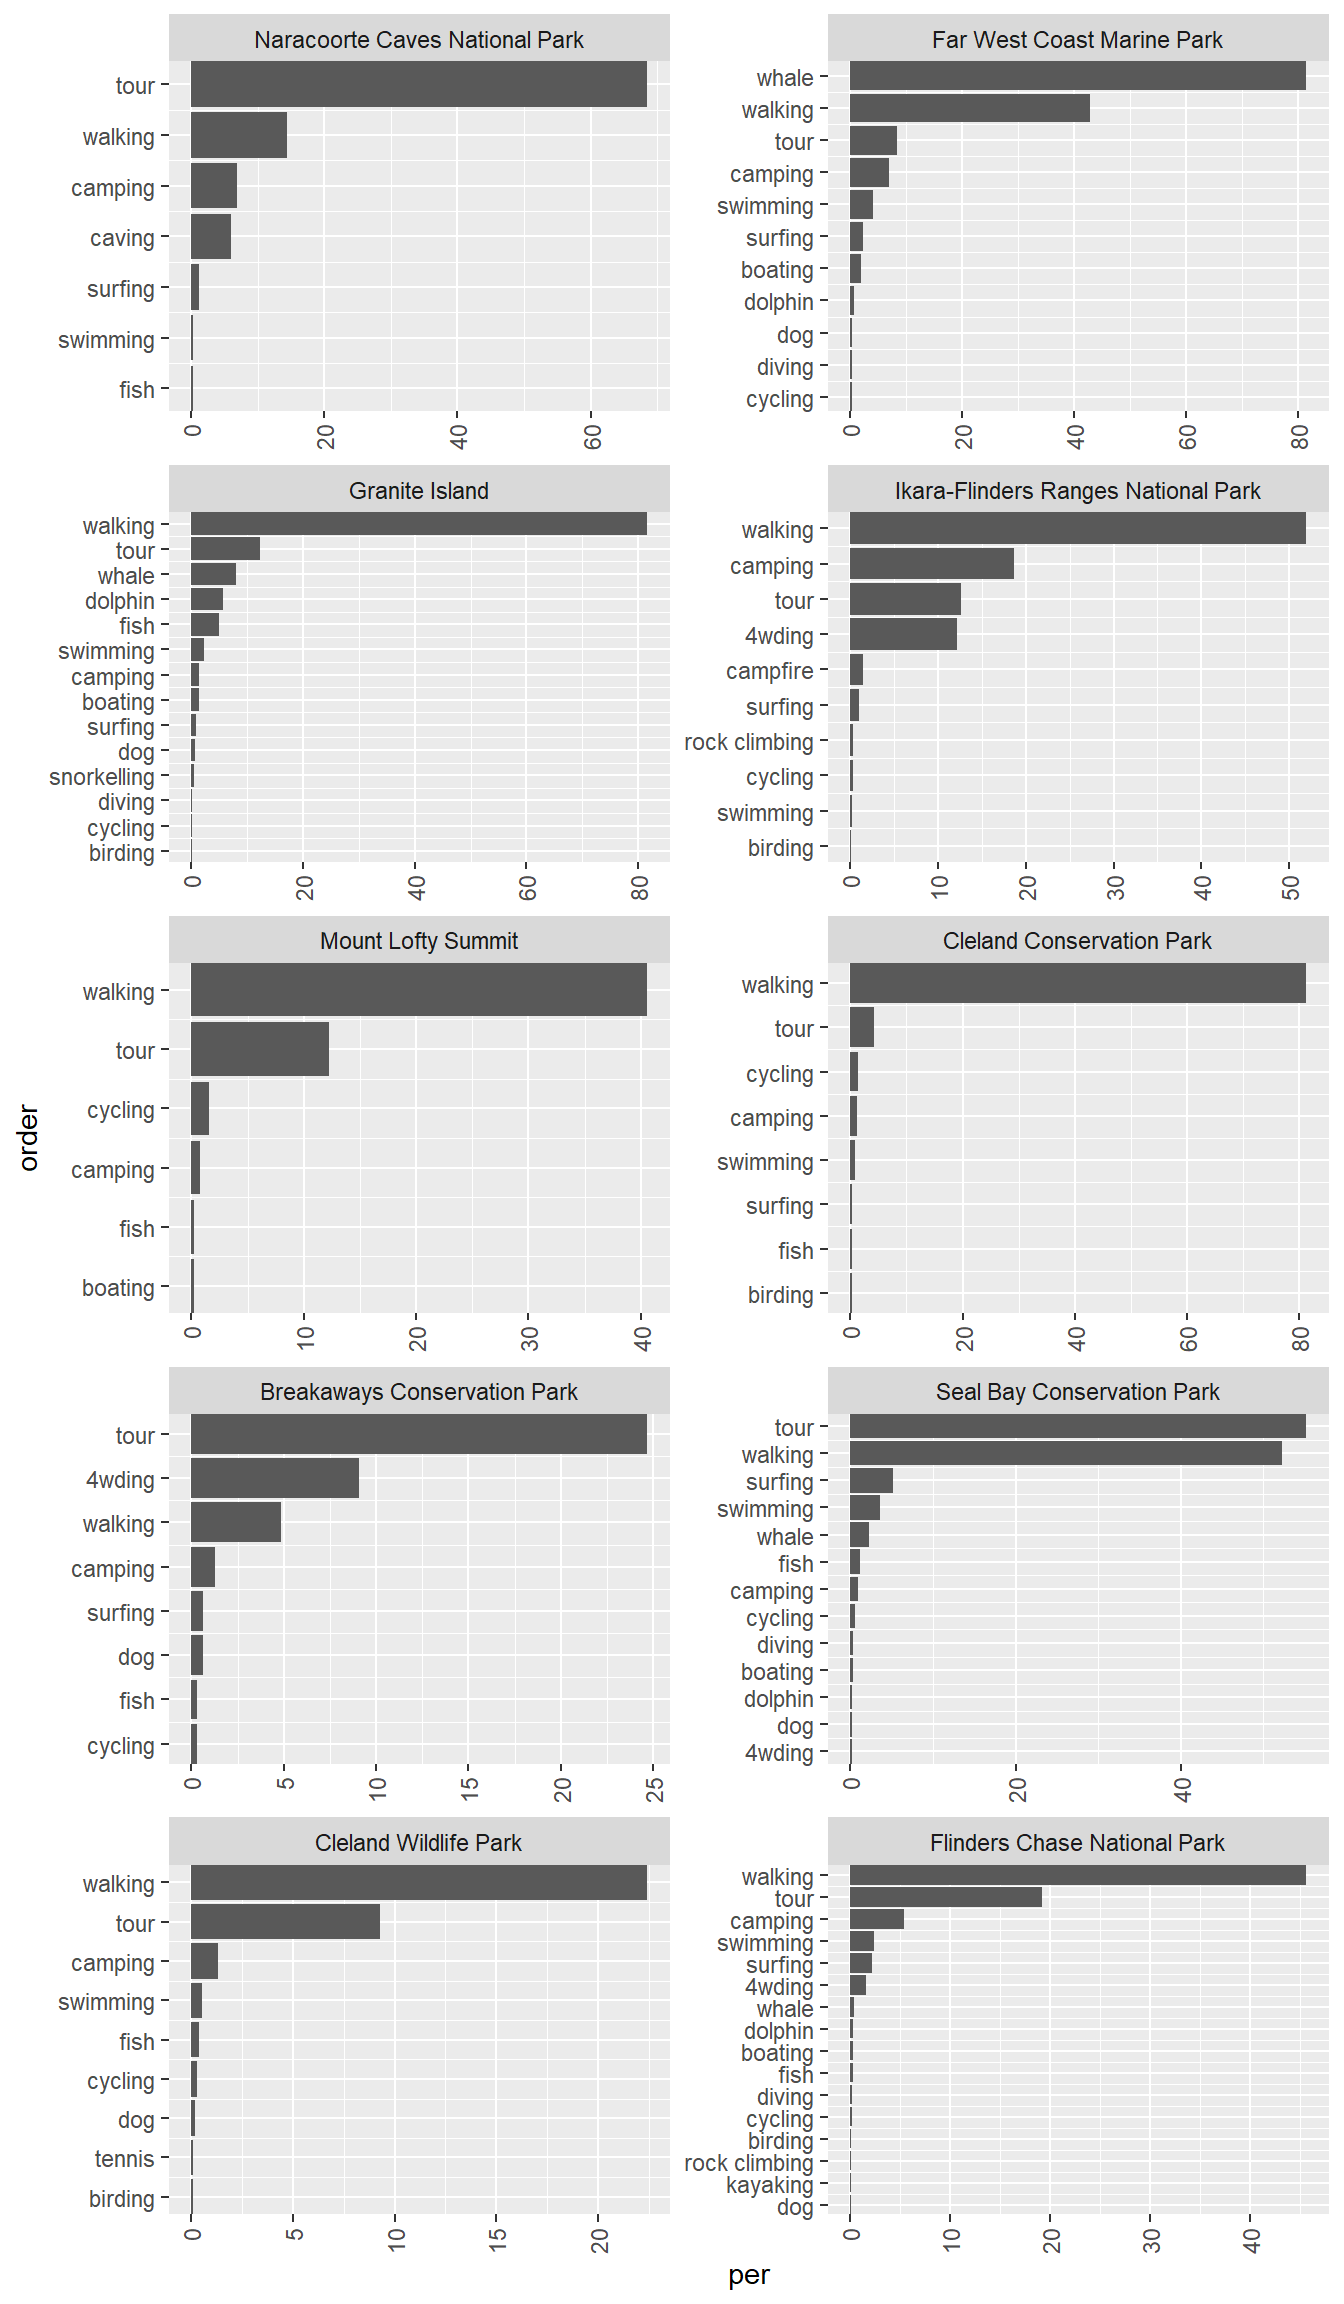 Naracoorte Caves National Park
tour
walking
camping
caving
surfing
swimming
fish
0 20 40 60
Far West Coast Marine Park
whale
walking
tour
camping
swimming
surfing
boating
dolphin
dog
diving
cycling
0 20 40 60 80
Granite Island
walking
tour
whale
dolphin
fish
swimming
camping
boating
surfing
dog
snorkelling
diving
cycling
birding
0 20 40 60 80
Ikara-Flinders Ranges National Park
walking
camping
tour
4wding
campfire
surfing
rock climbing
cycling
swimming
birding
0 10 20 30 40 50
Mount Lofty Summit
walking
tour
cycling
camping
fish
boating
0 10 20 30 40
Cleland Conservation Park
walking
tour
cycling
camping
swimming
surfing
fish
birding
0 20 40 60 80
order
Breakaways Conservation Park
tour
4wding
walking
camping
surfing
dog
fish
cycling
0 5 10 15 20 25
Seal Bay Conservation Park
tour
walking
surfing
swimming
whale
fish
camping
cycling
diving
boating
dolphin
dog
4wding
0 20 40
Cleland Wildlife Park
walking
tour
camping
swimming
fish
cycling
dog
tennis
birding
0 5 10 15 20
Flinders Chase National Park
walking
tour
camping
swimming
surfing
4wding
whale
dolphin
boating
fish
diving
cycling
birding
rock climbing
kayaking
dog
0 10 20 30 40
per